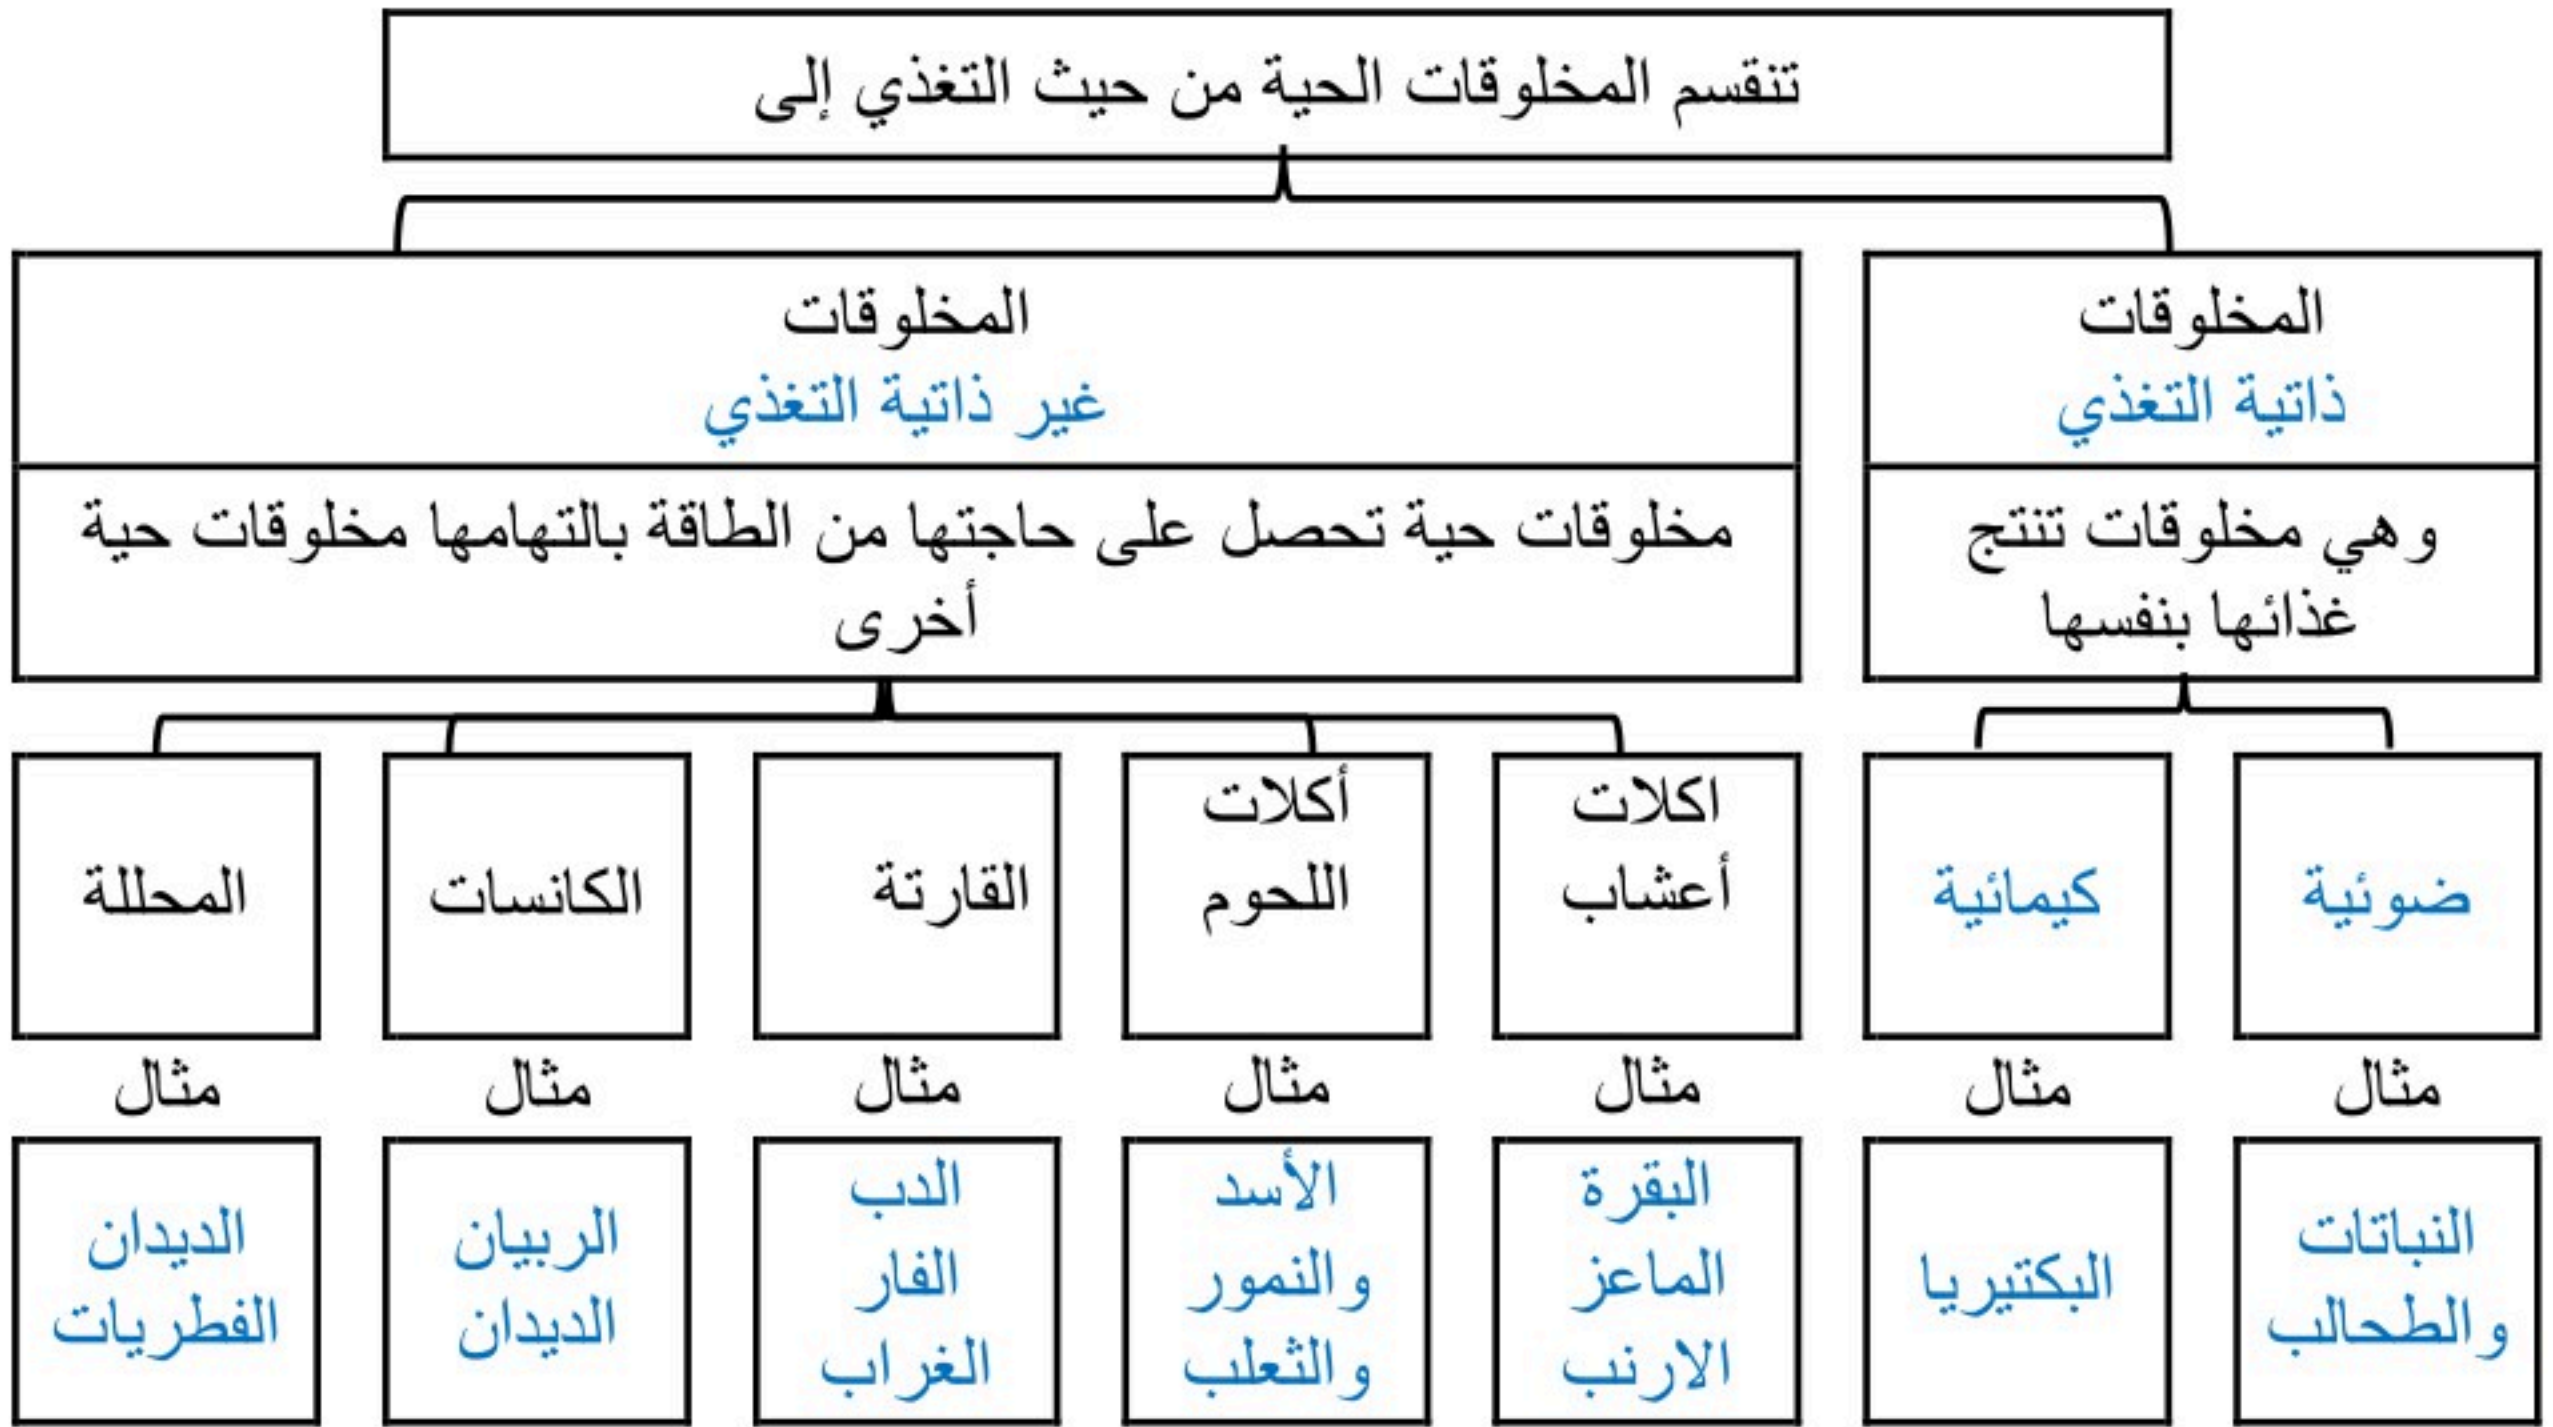 تنقسم المخلوقات الحية من حيث التغذي إلى
المخلوقات
ذاتية التغذي
المخلوقات
غير ذاتية التغذي
وهي مخلوقات تنتج
غذائها بنفسها
مخلوقات حية تحصل على حاجتها من الطاقة بالتهامها مخلوقات حية
أخرى
ضوئية
كيمائية
اكلات
أعشاب
أكلات
اللحوم
القارتة
الكانسات
المحللة
مثال
مثال
مثال
مثال
مثال
مثال
مثال
النباتات
والطحالب
البكتيريا
البقرة
الماعز
الارنب
الأسد
والنمور
والثعلب
الدب
الفار
الغراب
الربيان
الديدان
الديدان
الفطريات